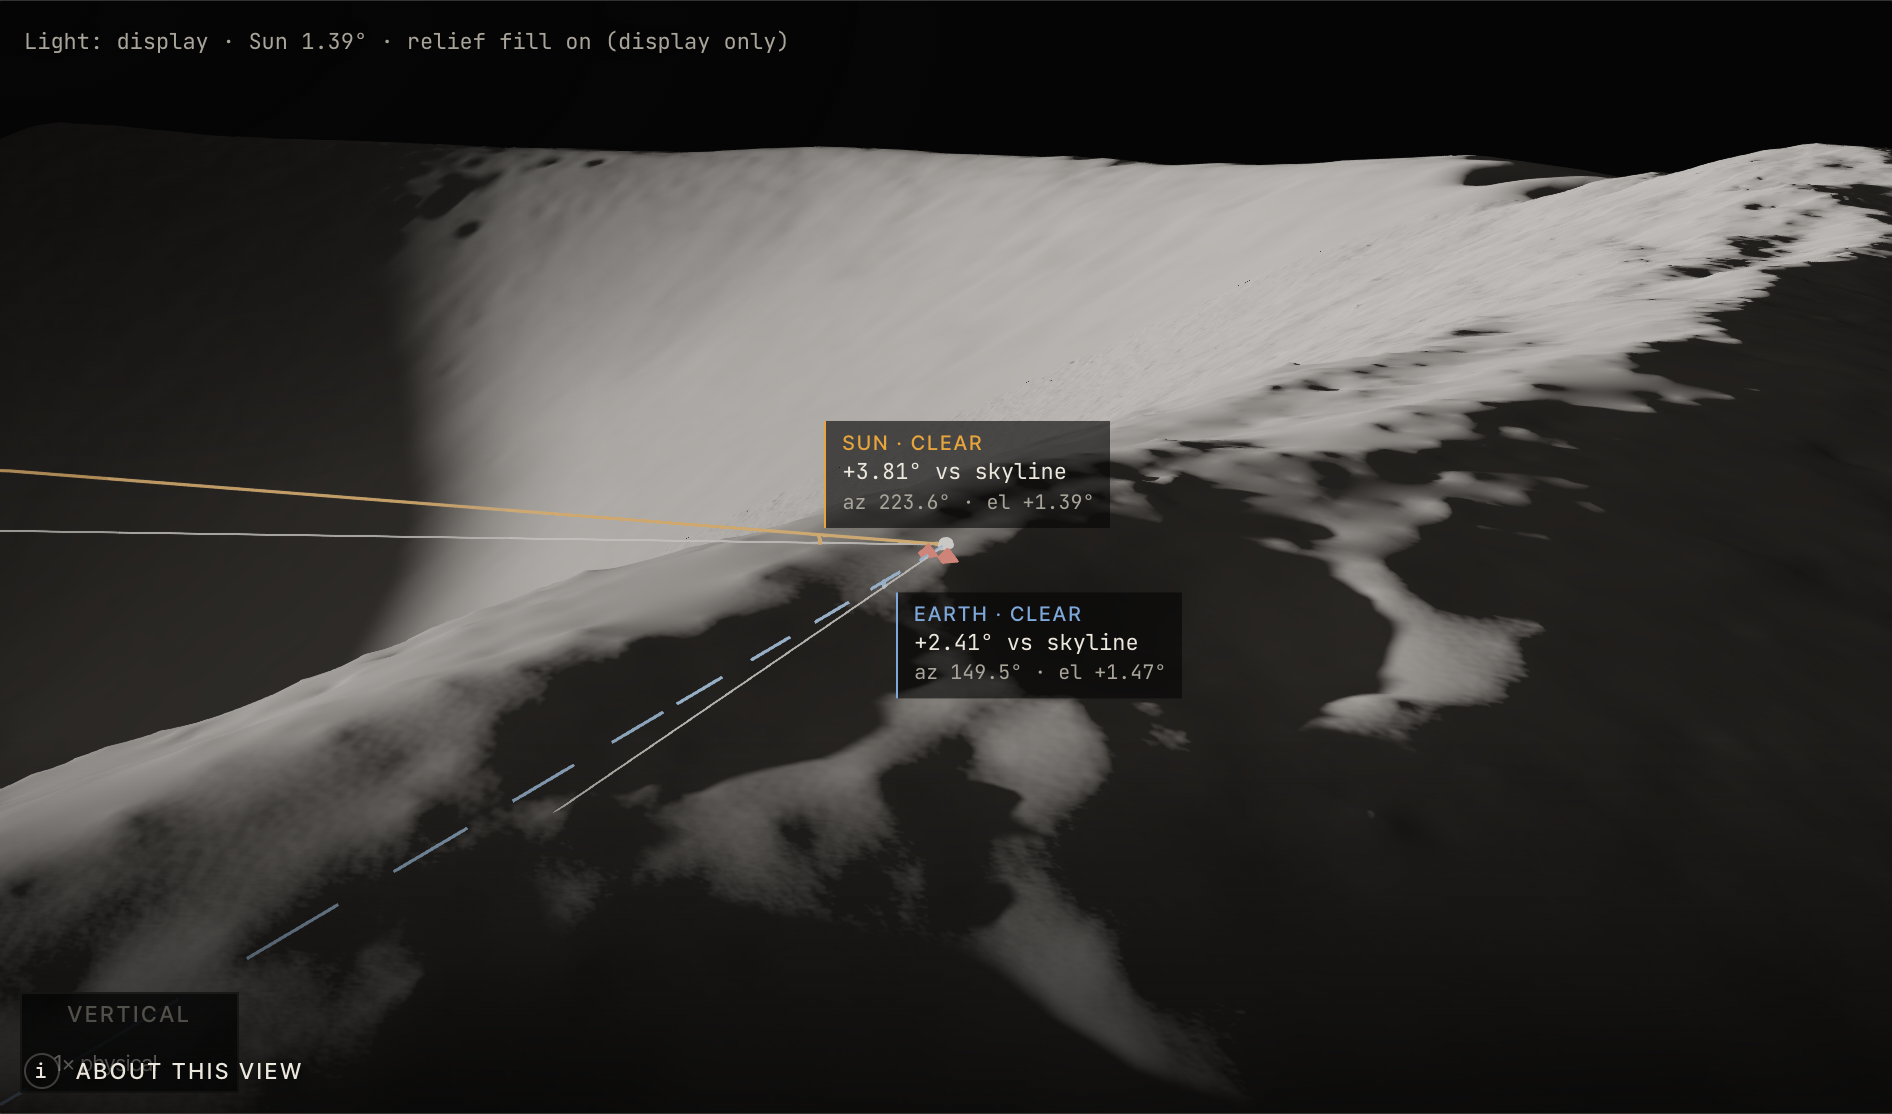 Light: display · Sun 1.39° · relief fill on (display only)
SUN · CLEAR
+3.81° vs skyline
az 223.6° · el +1.39°
EARTH · CLEAR
+2.41° vs skyline
az 149.5° · el +1.47°
VERTICAL
1× physical
i ABOUT THIS VIEW